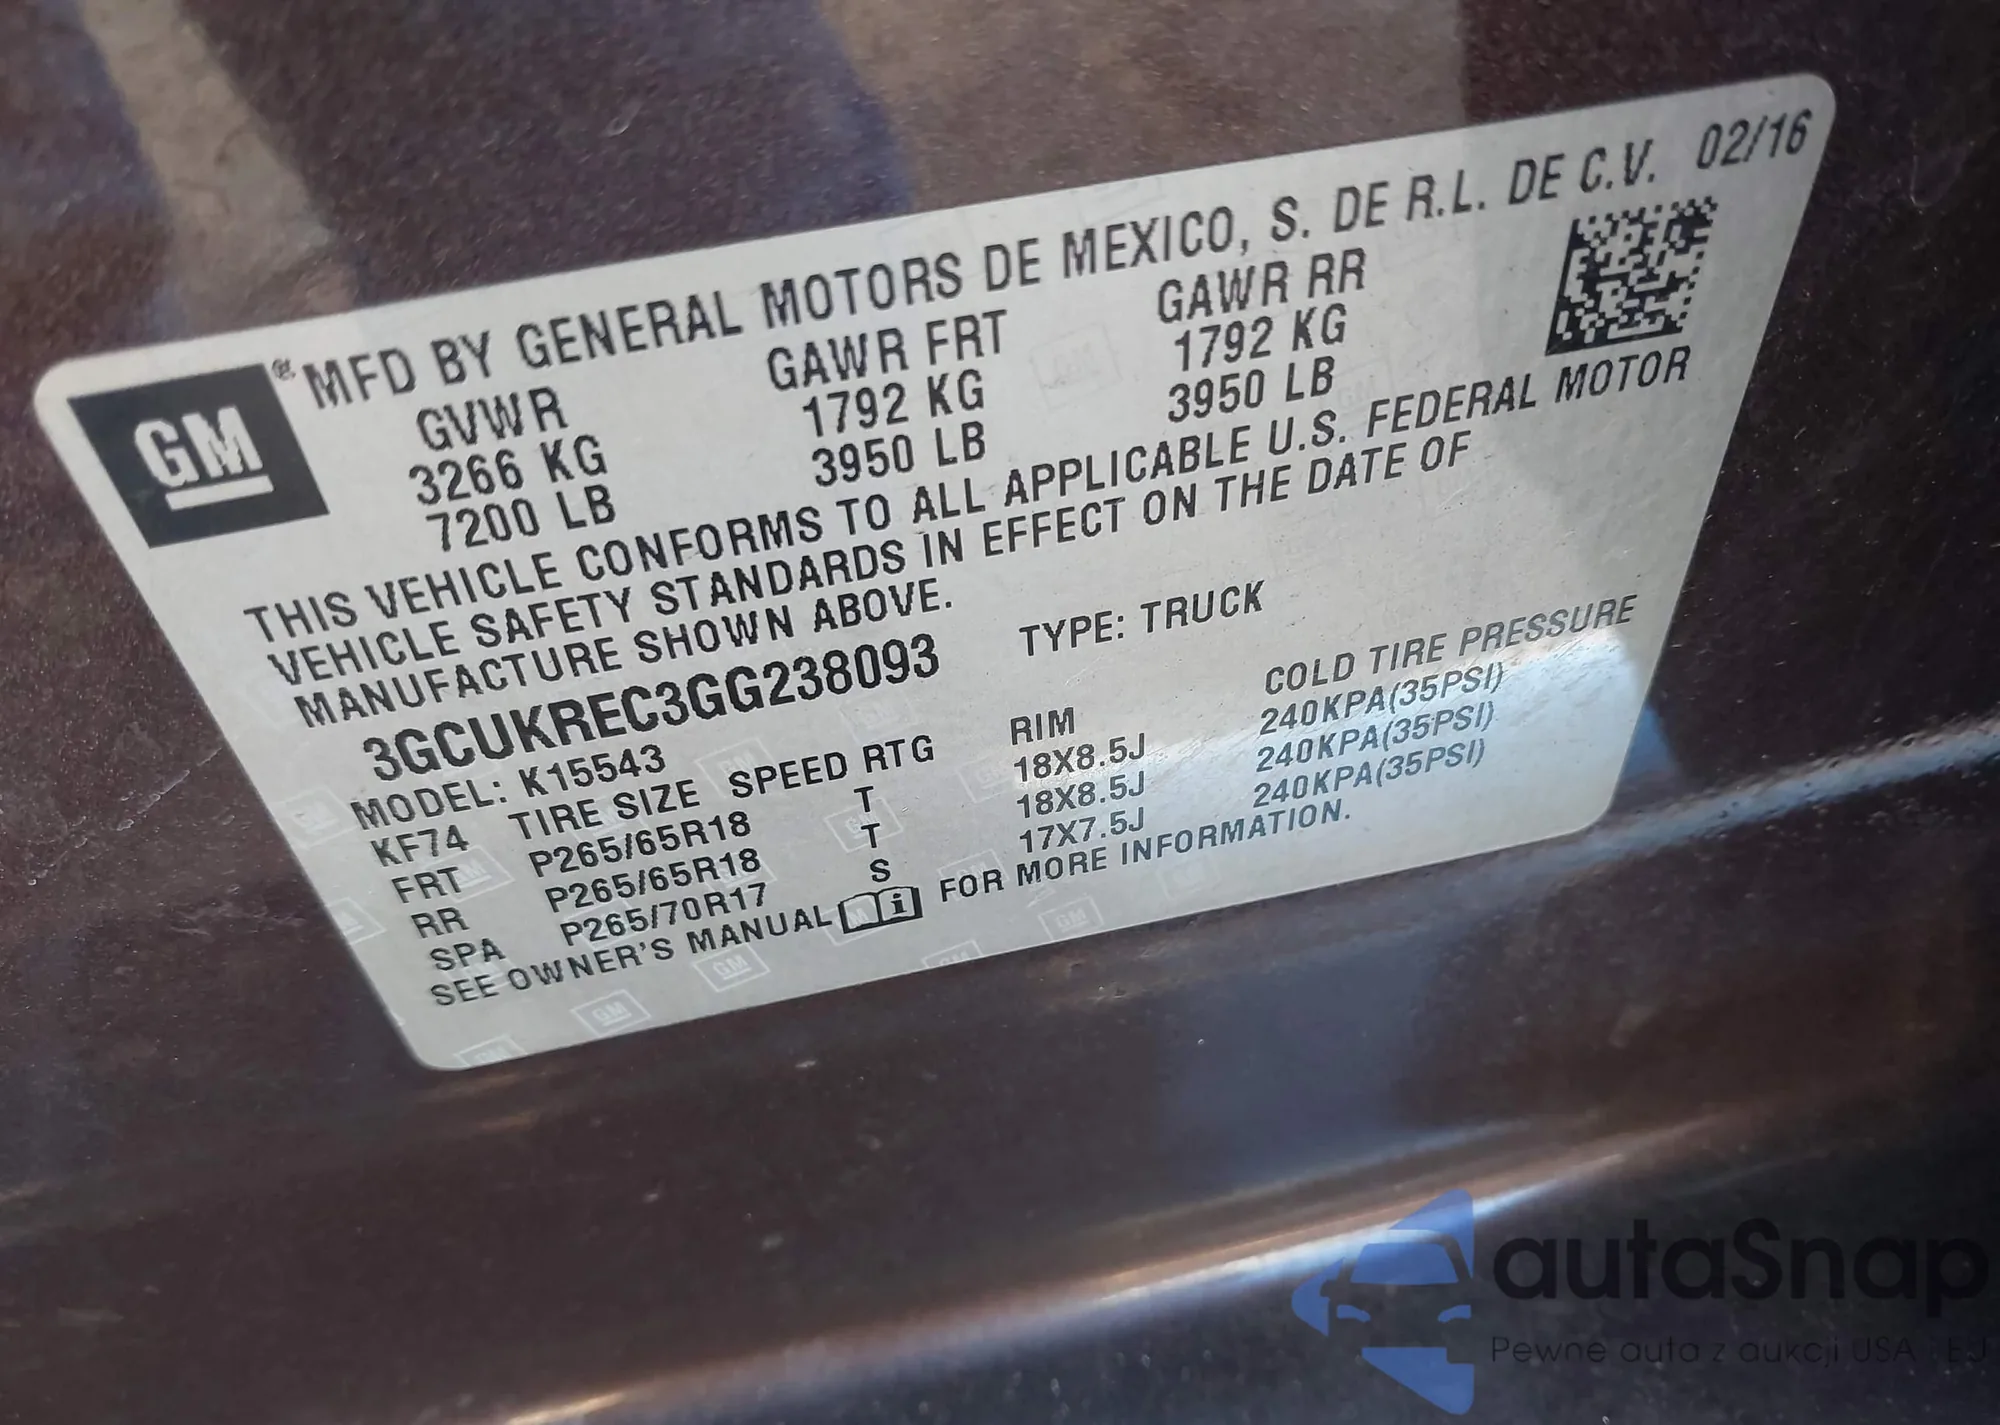 GM
® MFD BY GENERAL MOTORS DE MEXICO, S. DE R.L. DE C.V. 02/16
GVWR GAWR FRT GAWR RR
3266 KG 1792 KG 1792 KG
7200 LB 3950 LB 3950 LB
THIS VEHICLE CONFORMS TO ALL APPLICABLE U.S. FEDERAL MOTOR
VEHICLE SAFETY STANDARDS IN EFFECT ON THE DATE OF
MANUFACTURE SHOWN ABOVE.
3GCUKREC3GG238093 TYPE: TRUCK
MODEL: K15543
KF74 TIRE SIZE SPEED RTG RIM COLD TIRE PRESSURE
FRT P265/65R18 T 18X8.5J 240KPA(35PSI)
RR P265/65R18 T 18X8.5J 240KPA(35PSI)
SPA P265/70R17 S 17X7.5J 240KPA(35PSI)
SEE OWNER'S MANUAL i FOR MORE INFORMATION.
autaSnap
Pewne auta z aukcji USA i EU